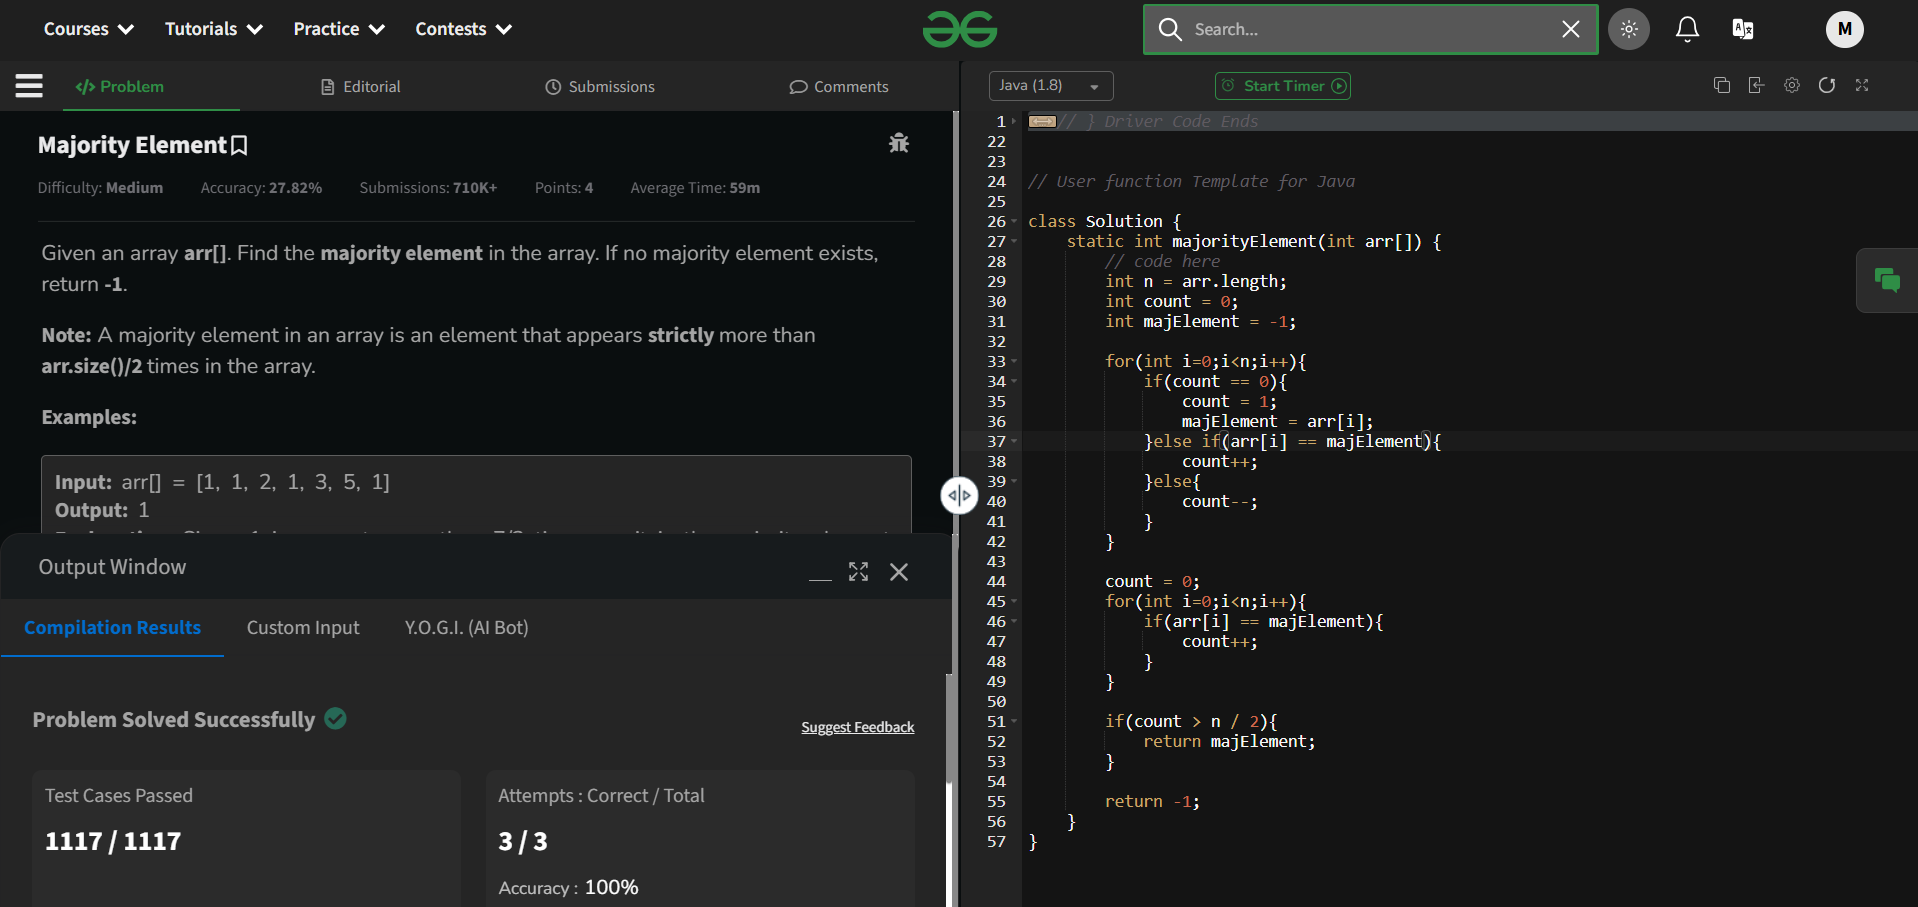 Courses Tutorials Practice Contests Search... M
Problem Editorial Submissions Comments
Majority Element
Difficulty: Medium Accuracy: 27.82% Submissions: 710K+ Points: 4 Average Time: 59m
Given an array arr[]. Find the majority element in the array. If no majority element exists,
return -1.
Note: A majority element in an array is an element that appears strictly more than
arr.size()/2 times in the array.
Examples:
Input: arr[] = [1, 1, 2, 1, 3, 5, 1]
Output: 1
Output Window
Compilation Results Custom Input Y.O.G.I. (AI Bot)
Problem Solved Successfully
Suggest Feedback
Test Cases Passed
1117 / 1117
Attempts : Correct / Total
3 / 3
Accuracy : 100%
Java (1.8) Start Timer
1 // } Driver Code Ends
22
23
24 // User function Template for Java
25
26 class Solution {
27 static int majorityElement(int arr[]) {
28 // code here
29 int n = arr.length;
30 int count = 0;
31 int majElement = -1;
32
33 for(int i=0;i<n;i++){
34 if(count == 0){
35 count = 1;
36 majElement = arr[i];
37 }else if(arr[i] == majElement){
38 count++;
39 }else{
40 count--;
41 }
42 }
43
44 count = 0;
45 for(int i=0;i<n;i++){
46 if(arr[i] == majElement){
47 count++;
48 }
49 }
50
51 if(count > n / 2){
52 return majElement;
53 }
54
55 return -1;
56 }
57 }